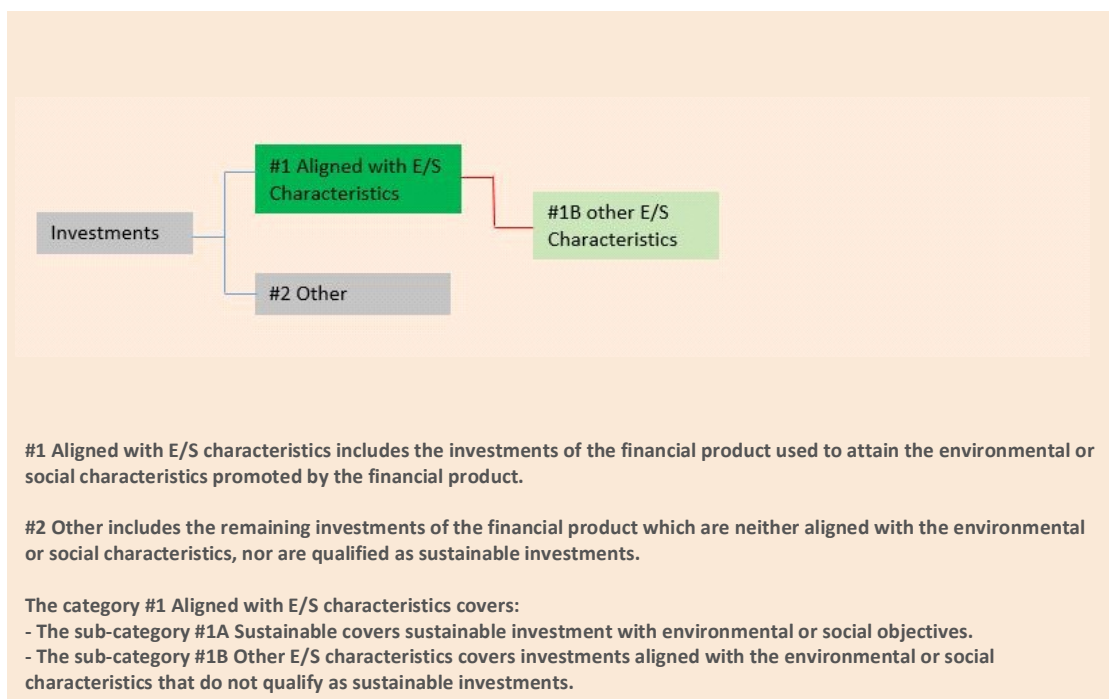 #1 Aligned with E/S
Characteristics
#1B other E/S
Characteristics
Investments
#2 Other
#1 Aligned with E/S characteristics includes the investments of the financial product used to attain the environmental or
social characteristics promoted by the financial product.
#2 Other includes the remaining investments of the financial product which are neither aligned with the environmental
or social characteristics, nor are qualified as sustainable investments.
The category #1 Aligned with E/S characteristics covers:
- The sub-category #1A Sustainable covers sustainable investment with environmental or social objectives.
- The sub-category #1B Other E/S characteristics covers investments aligned with the environmental or social
characteristics that do not qualify as sustainable investments.